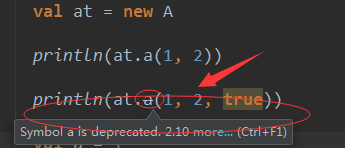 val at = new A
println(at.a(1, 2))
println(at.a(1, 2, true))
Symbol a is deprecated. 2.10 more... (Ctrl+F1)